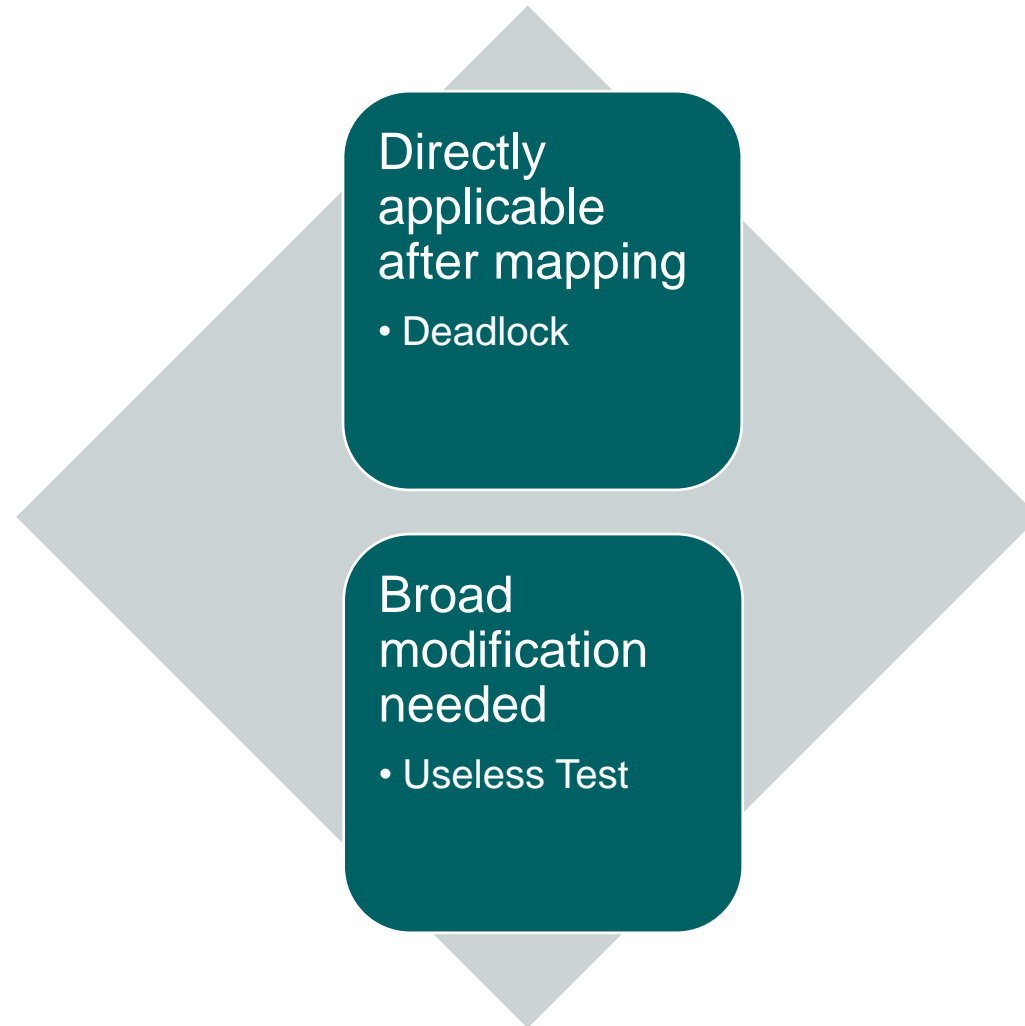 Directly
applicable
after mapping
• Deadlock
Broad
modification
needed
• Useless Test